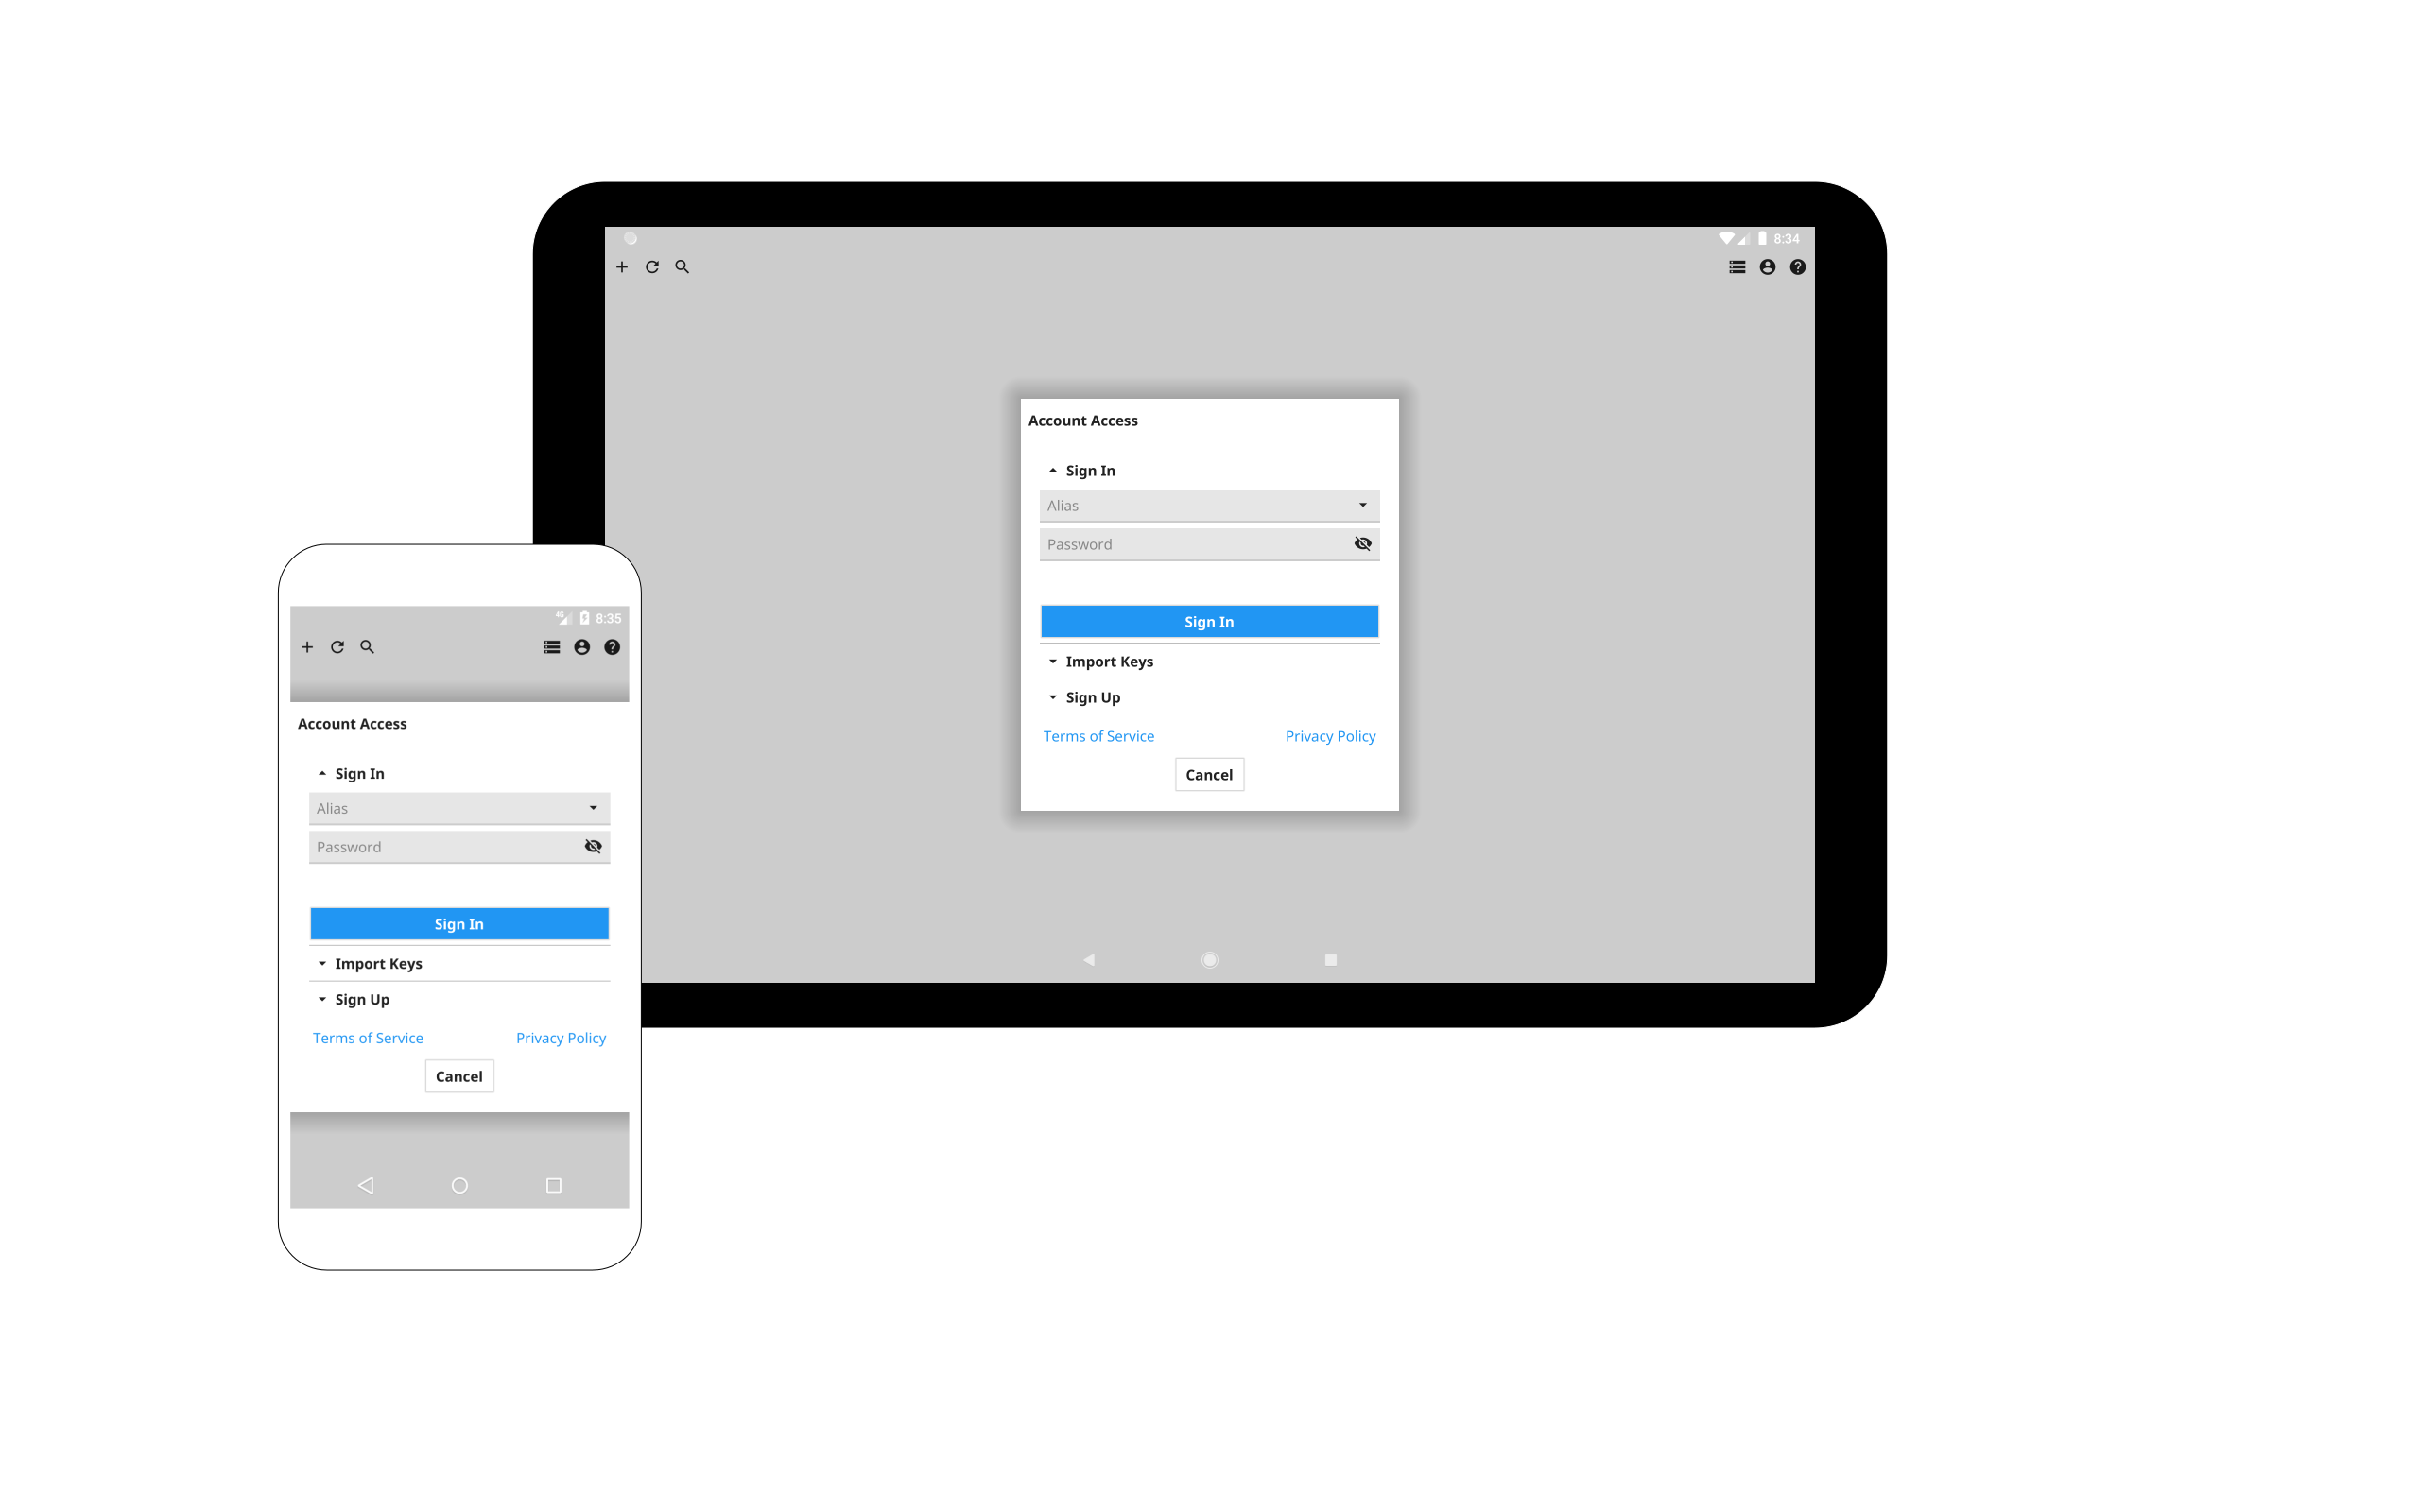 8:34
Account Access
Sign In
Alias
Password
Sign In
Import Keys
Sign Up
Terms of Service Privacy Policy
Cancel
4G 8:35
Account Access
Sign In
Alias
Password
Sign In
Import Keys
Sign Up
Terms of Service Privacy Policy
Cancel